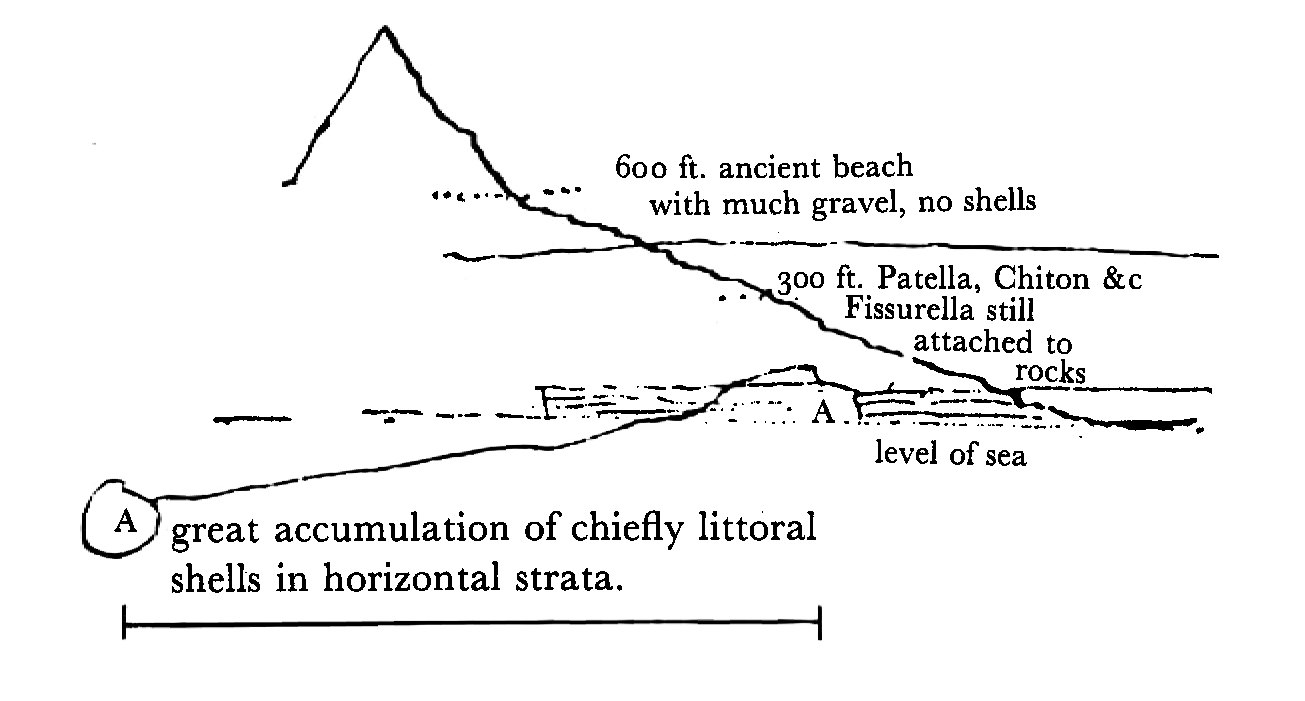 600 ft. ancient beach
with much gravel, no shells
300 ft. Patella, Chiton &c
Fissurella still
attached to
rocks
A
level of sea
A great accumulation of chiefly littoral
shells in horizontal strata.